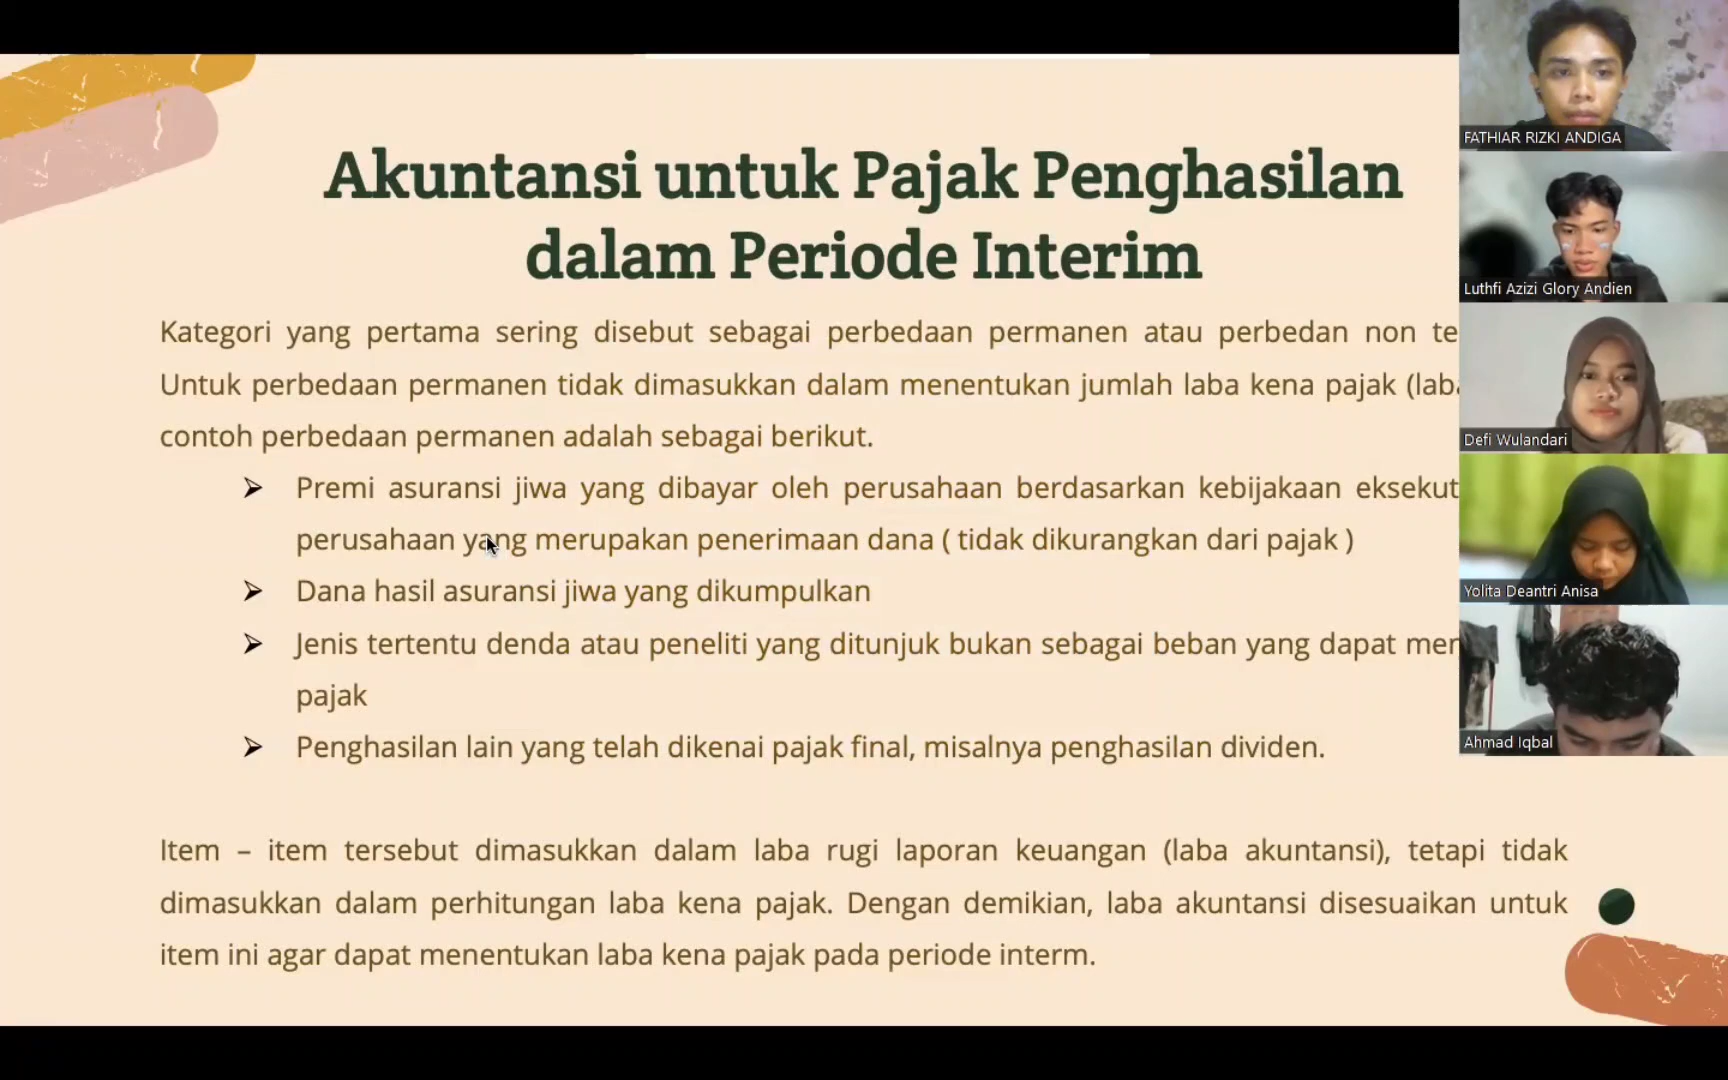 Akuntansi untuk Pajak Penghasilan
dalam Periode Interim
Kategori yang pertama sering disebut sebagai perbedaan permanen atau perbedan non
Untuk perbedaan permanen tidak dimasukkan dalam menentukan jumlah laba kena pajak
contoh perbedaan permanen adalah sebagai berikut.
➢ Premi asuransi jiwa yang dibayar oleh perusahaan berdasarkan kebijakaan
perusahaan yang merupakan penerimaan dana ( tidak dikurangkan dari pajak )
➢ Dana hasil asuransi jiwa yang dikumpulkan
➢ Jenis tertentu denda atau peneliti yang ditunjuk bukan sebagai beban yang dapat
pajak
➢ Penghasilan lain yang telah dikenai pajak final, misalnya penghasilan dividen.
Item – item tersebut dimasukkan dalam laba rugi laporan keuangan (laba akuntansi), tetapi tidak
dimasukkan dalam perhitungan laba kena pajak. Dengan demikian, laba akuntansi disesuaikan untuk
item ini agar dapat menentukan laba kena pajak pada periode interm.
FATHIAR RIZKI ANDIGA
Luthfi Azizi Glory Andien
Defi Wulandari
Yolita Deantri Anisa
Ahmad Iqbal